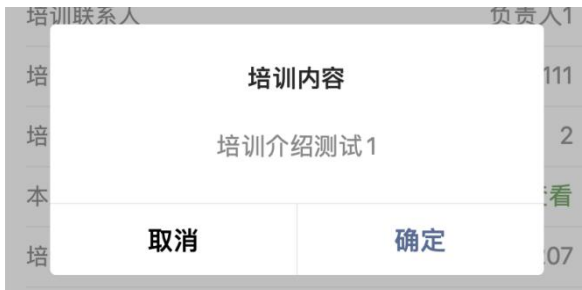 培训联系人 负责人1
培训内容
培 111
培训介绍测试1
培 2
本 看
取消 确定
培 07